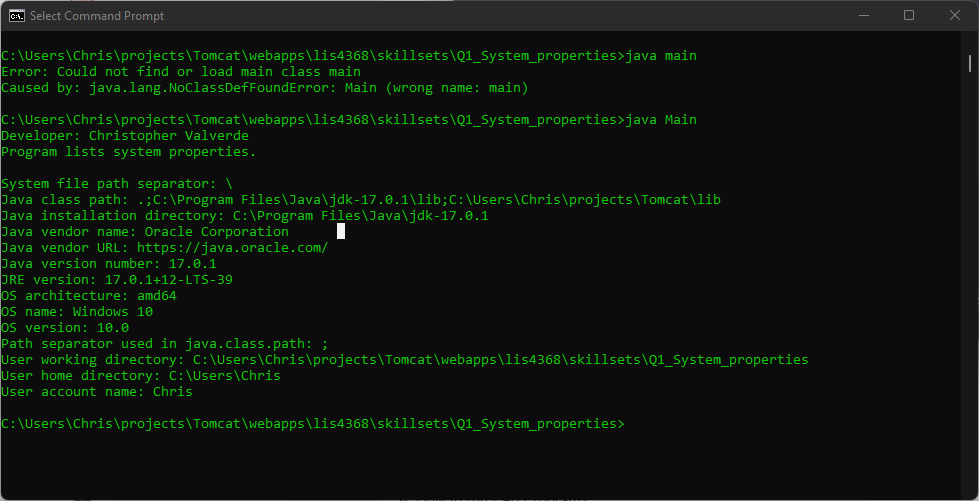 Select Command Prompt
C:\Users\Chris\projects\Tomcat\webapps\lis4368\skillsets\Q1_System_properties>java main
Error: Could not find or load main class main
Caused by: java.lang.NoClassDefFoundError: Main (wrong name: main)
C:\Users\Chris\projects\Tomcat\webapps\lis4368\skillsets\Q1_System_properties>java Main
Developer: Christopher Valverde
Program lists system properties.
System file path separator: \
Java class path: .;C:\Program Files\Java\jdk-17.0.1\lib;C:\Users\Chris\projects\Tomcat\lib
Java installation directory: C:\Program Files\Java\jdk-17.0.1
Java vendor name: Oracle Corporation
Java vendor URL: https://java.oracle.com/
Java version number: 17.0.1
JRE version: 17.0.1+12-LTS-39
OS architecture: amd64
OS name: Windows 10
OS version: 10.0
Path separator used in java.class.path: ;
User working directory: C:\Users\Chris\projects\Tomcat\webapps\lis4368\skillsets\Q1_System_properties
User home directory: C:\Users\Chris
User account name: Chris
C:\Users\Chris\projects\Tomcat\webapps\lis4368\skillsets\Q1_System_properties>